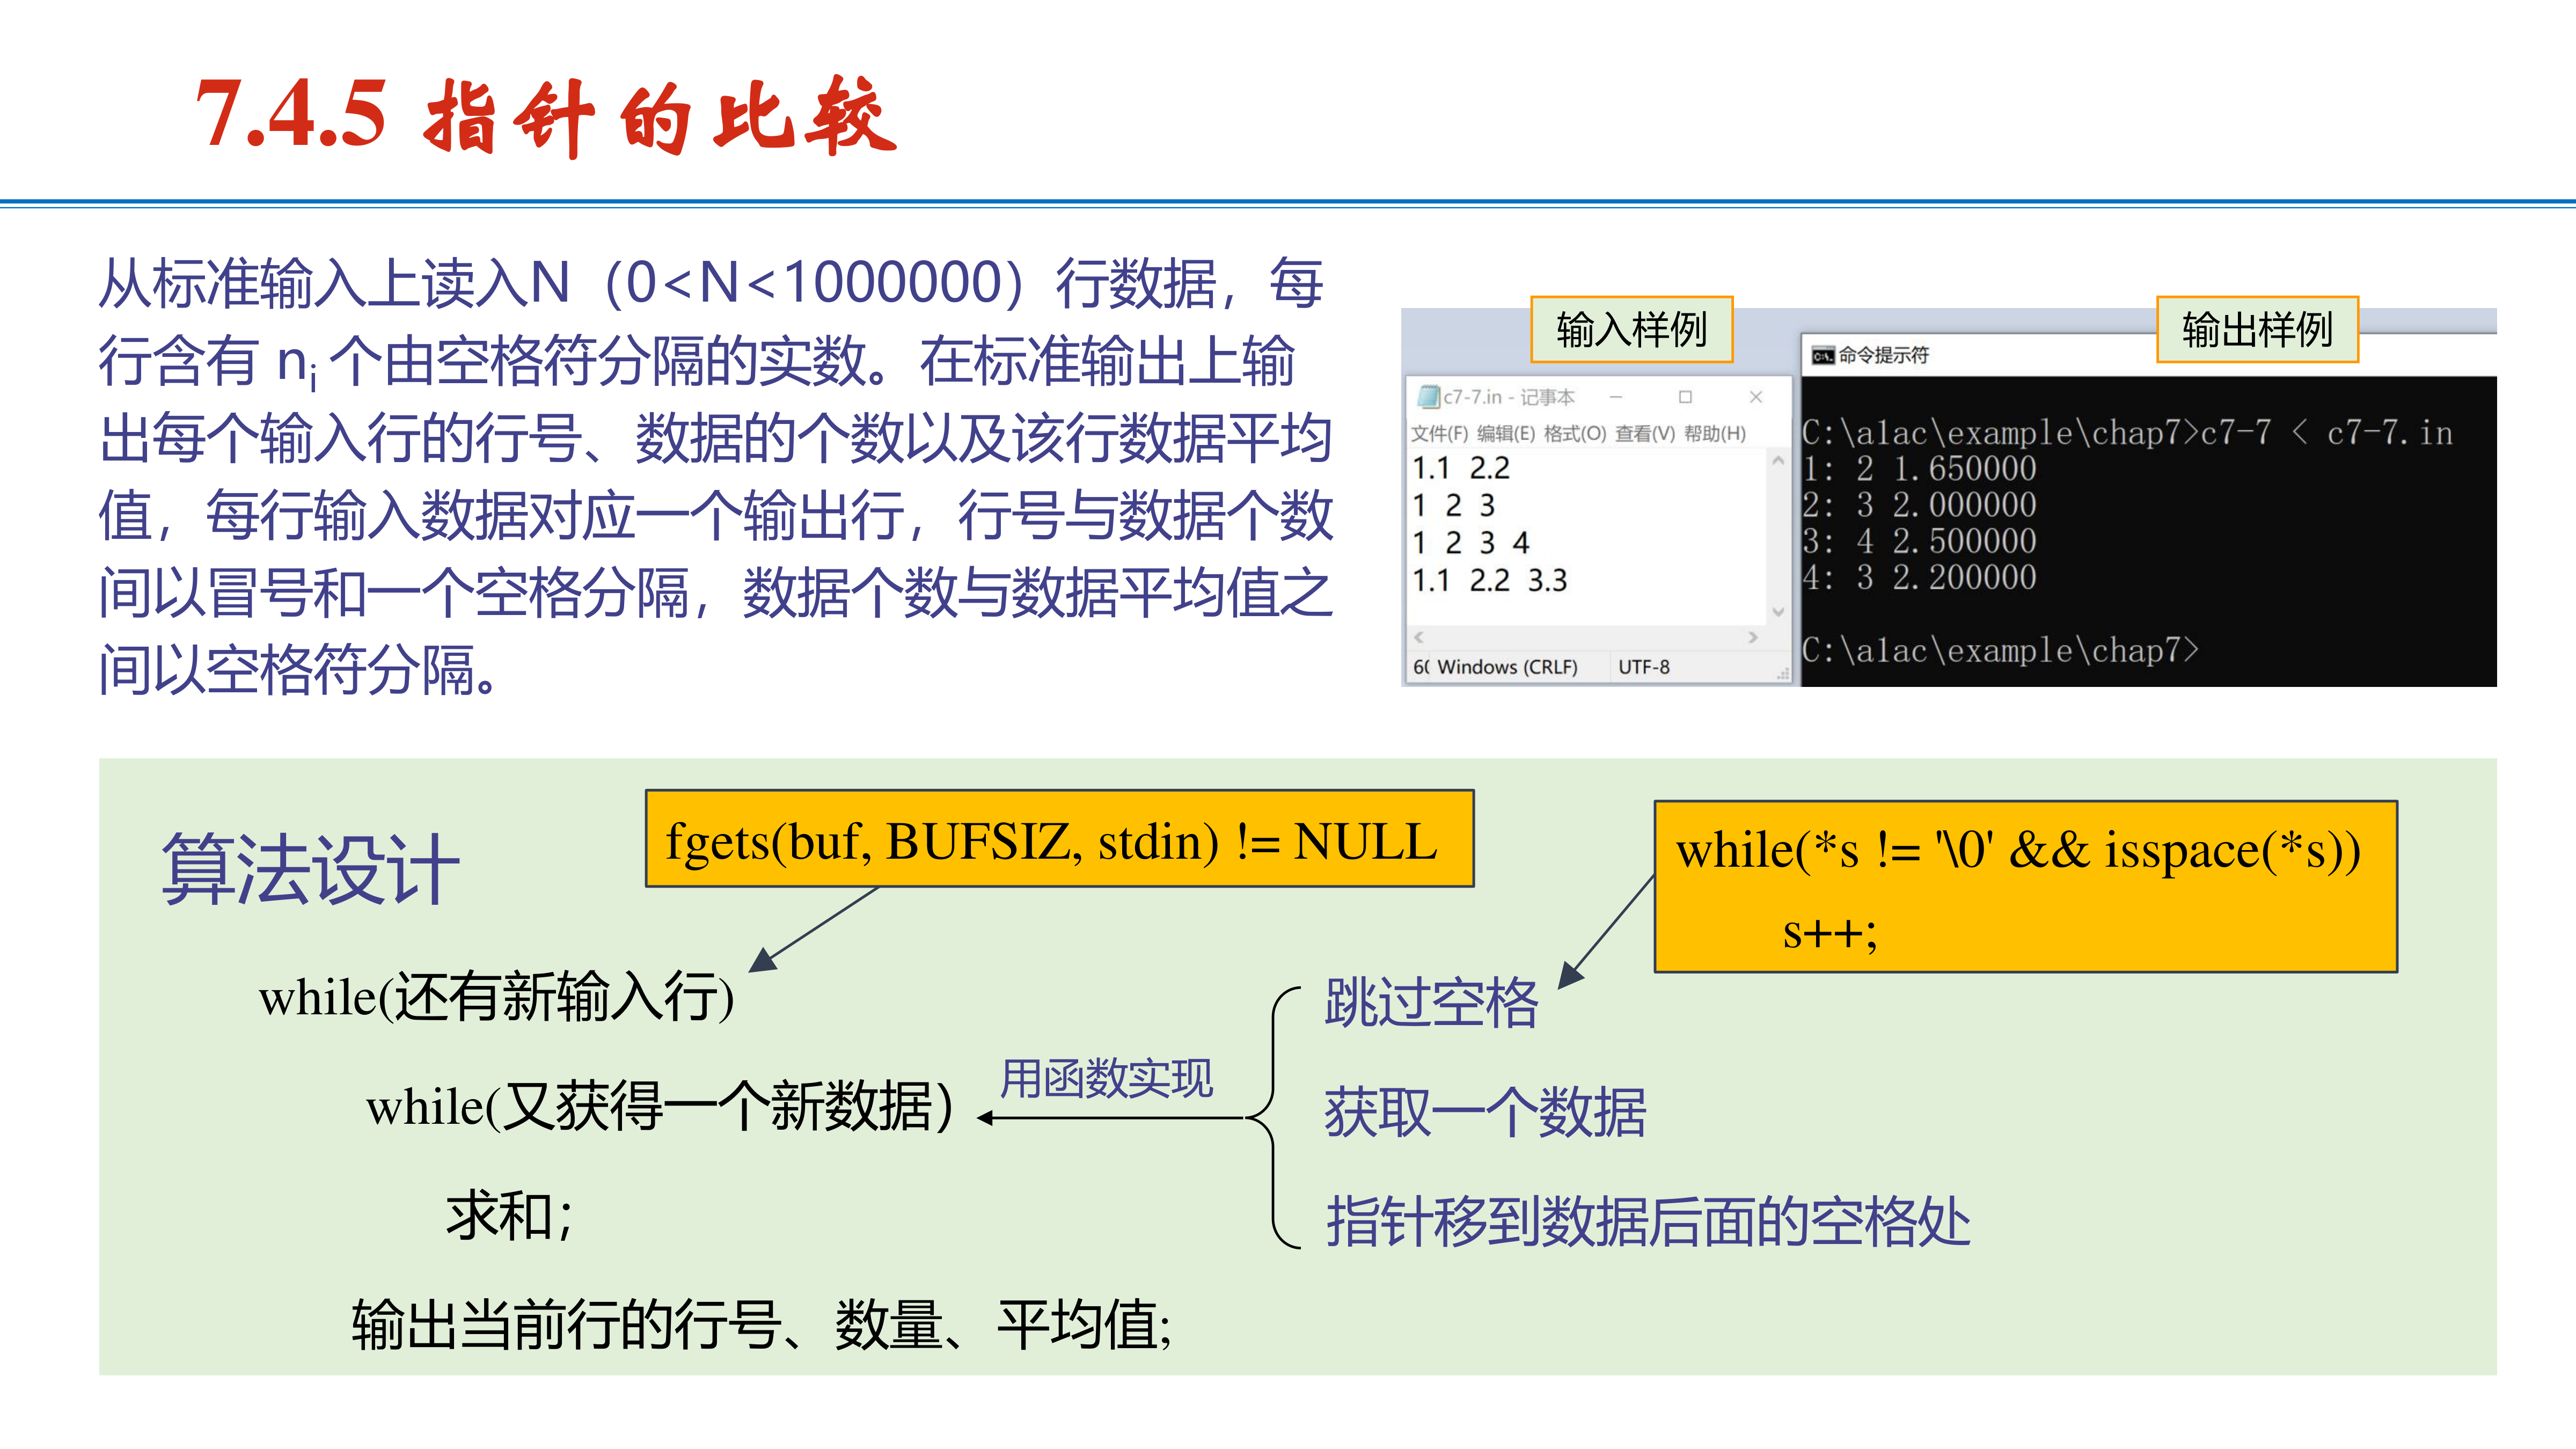 7.4.5 指针的比较
从标准输入上读入N（0<N<1000000）行数据，每
行含有 ni 个由空格符分隔的实数。在标准输出上输
出每个输入行的行号、数据的个数以及该行数据平均
值，每行输入数据对应一个输出行，行号与数据个数
间以冒号和一个空格分隔，数据个数与数据平均值之
间以空格符分隔。
输入样例
c7-7.in - 记事本
文件(F) 编辑(E) 格式(O) 查看(V) 帮助(H)
1.1 2.2
1 2 3
1 2 3 4
1.1 2.2 3.3
Windows (CRLF) UTF-8
输出样例
命令提示符
C:\alac\example\chap7>c7-7 < c7-7.in
1: 2 1.650000
2: 3 2.000000
3: 4 2.500000
4: 3 2.200000
C:\alac\example\chap7>
算法设计
fgets(buf, BUFSIZ, stdin) != NULL
while(*s != '\0' && isspace(*s))
s++;
while(还有新输入行)
while(又获得一个新数据）
求和；
输出当前行的行号、数量、平均值;
用函数实现
跳过空格
获取一个数据
指针移到数据后面的空格处